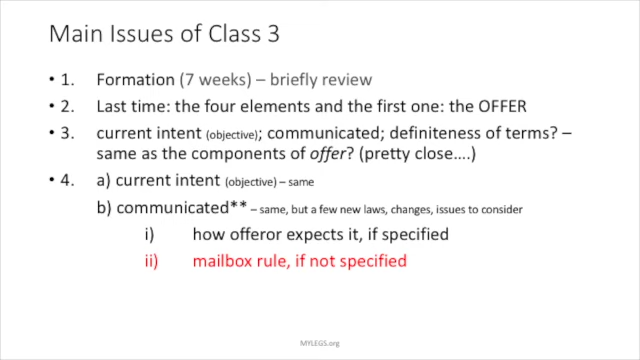 Main Issues of Class 3
• 1. Formation (7 weeks) – briefly review
• 2. Last time: the four elements and the first one: the OFFER
• 3. current intent (objective); communicated; definiteness of terms? –
same as the components of offer? (pretty close….)
• 4. a) current intent (objective) – same
b) communicated** – same, but a few new laws, changes, issues to consider
i) how offeror expects it, if specified
ii) mailbox rule, if not specified
MYLEGS.org